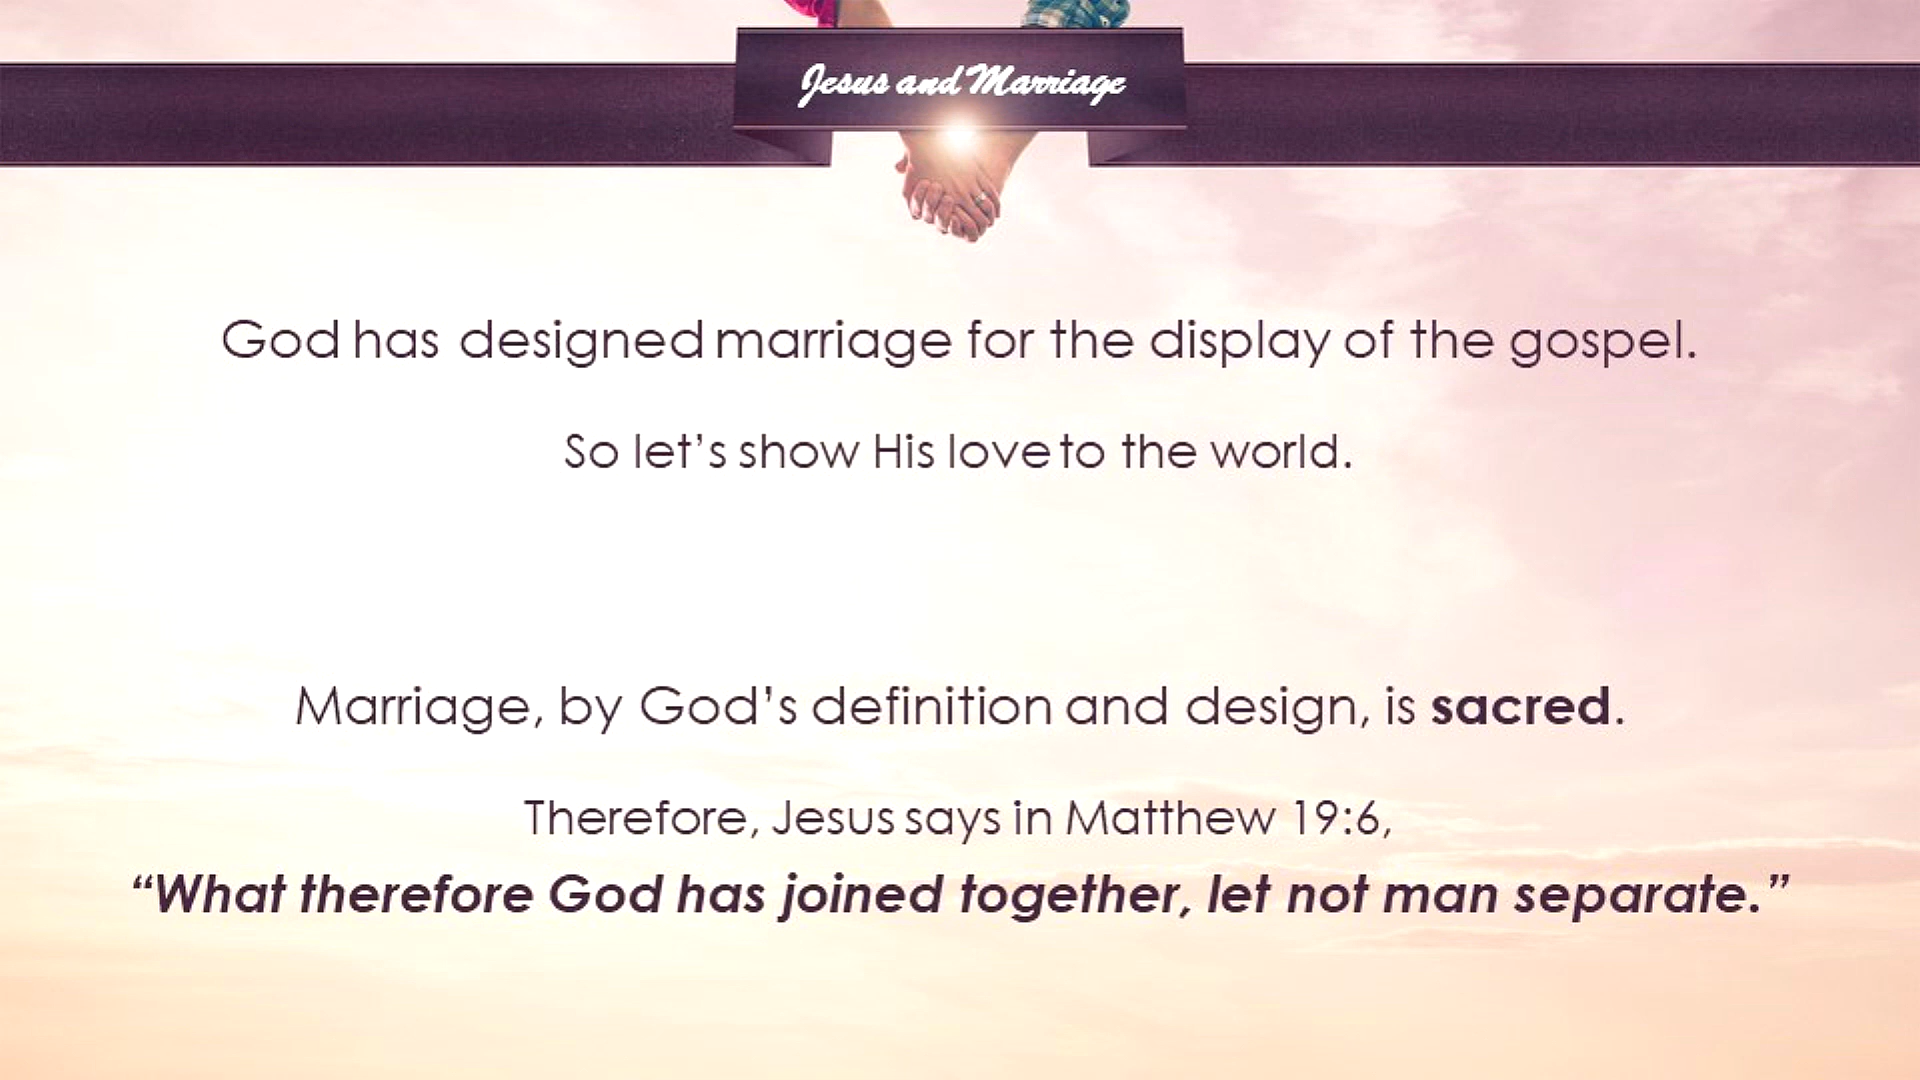 Jesus and Marriage
God has designed marriage for the display of the gospel.
So let’s show His love to the world.
Marriage, by God’s definition and design, is sacred.
Therefore, Jesus says in Matthew 19:6,
“What therefore God has joined together, let not man separate.”